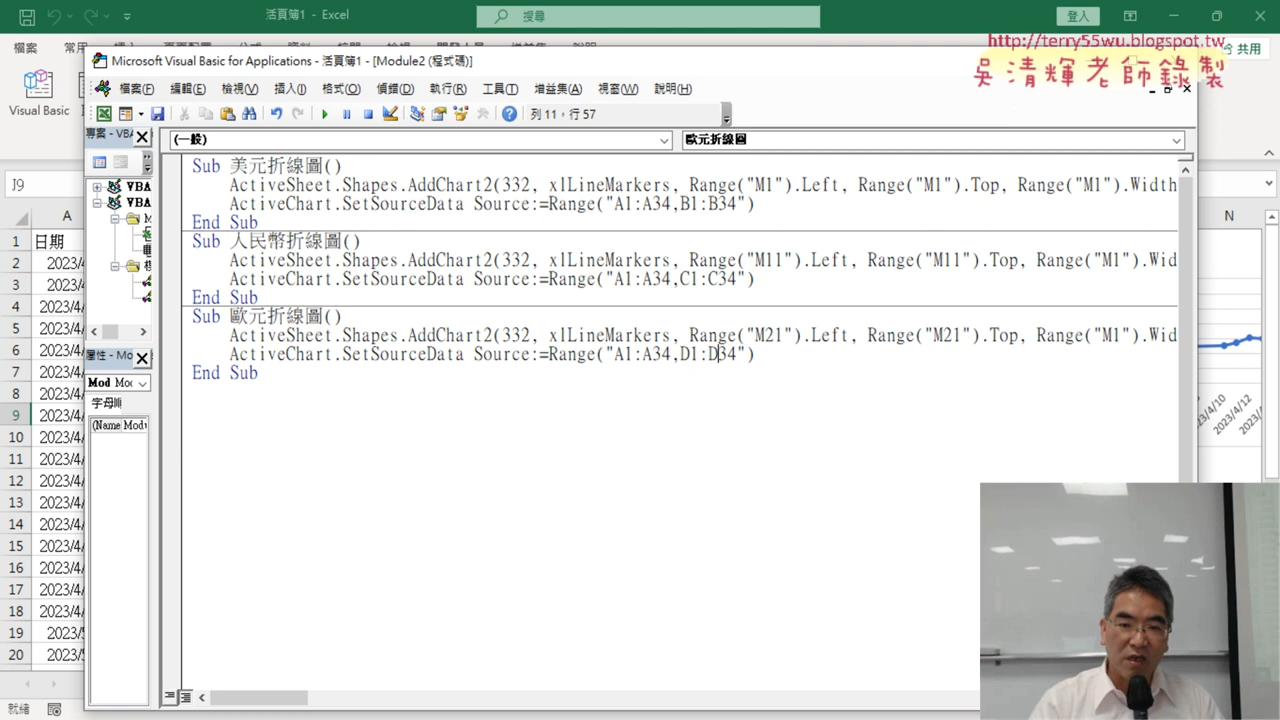 活頁簿1 - Excel
搜尋
登入
檔案
常用
共用
http://terry55wu.blogspot.tw
吳清輝老師錄製
Visual Basic
Microsoft Visual Basic for Applications - 活頁簿1 - [Module2 (程式碼)]
檔案(F) 編輯(E) 檢視(V) 插入(I) 格式(O) 偵錯(D) 執行(R) 工具(T) 增益集(A) 視窗(W) 說明(H)
列 11，行 57
專案 - VBA
(一般)
歐元折線圖
J9
VBA
VBA
A
N
1 日期
2 2023/4
3 2023/4
4 2023/4
5 2023/4
6 2023/4
7 2023/4
8 2023/4
9 2023/4
10 2023/4
11 2023/4
12 2023/4
13 2023/4
14 2023/4
15 2023/4
16 2023/4
17 2023/4
18 2023/4
19 2023/5
20 2023/5
屬性 - Mo
Mod Mo
字母順
(Name Modu
Sub 美元折線圖()
ActiveSheet.Shapes.AddChart2(332, xlLineMarkers, Range("M1").Left, Range("M1").Top, Range("M1").Width
ActiveChart.SetSourceData Source:=Range("A1:A34,B1:B34")
End Sub
Sub 人民幣折線圖()
ActiveSheet.Shapes.AddChart2(332, xlLineMarkers, Range("M11").Left, Range("M11").Top, Range("M1").Wid
ActiveChart.SetSourceData Source:=Range("A1:A34,C1:C34")
End Sub
Sub 歐元折線圖()
ActiveSheet.Shapes.AddChart2(332, xlLineMarkers, Range("M21").Left, Range("M21").Top, Range("M1").Wid
ActiveChart.SetSourceData Source:=Range("A1:A34,D1:D34")
End Sub
2023/4/10
2023/4/12
就緒